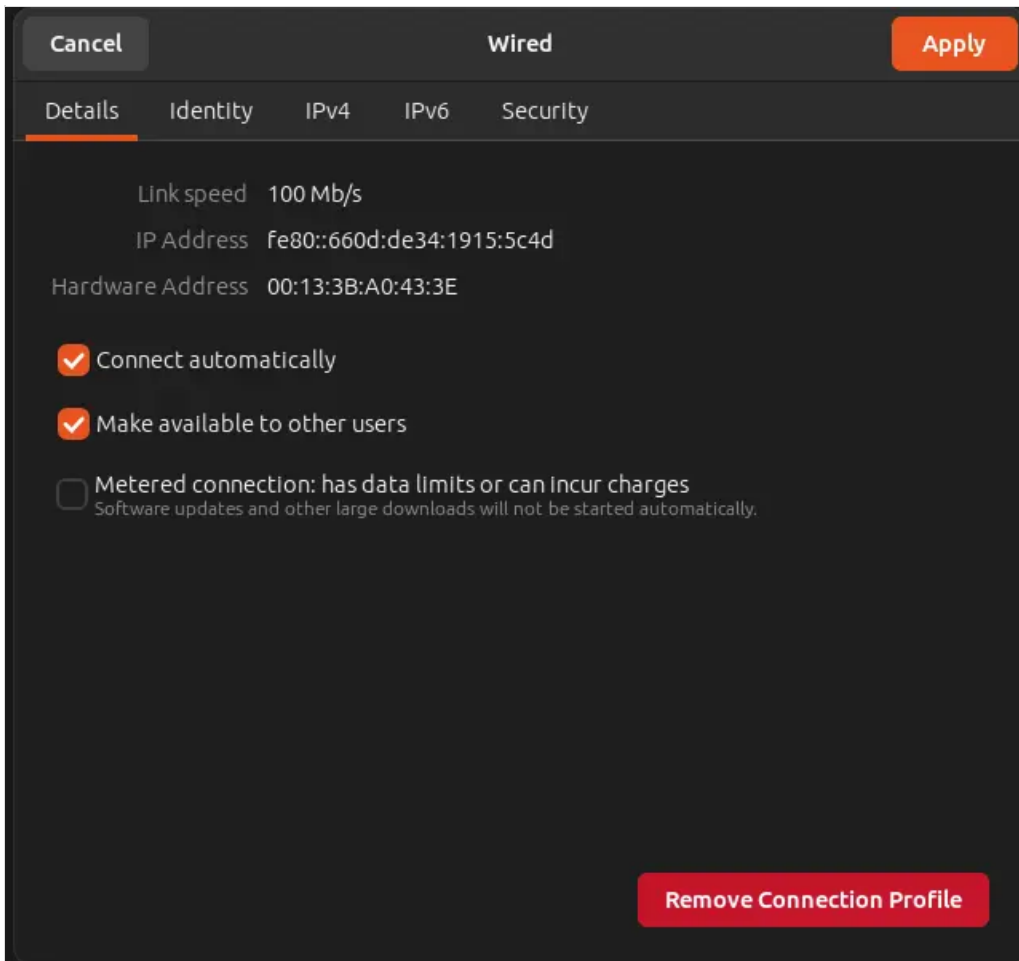 Cancel Wired Apply
Details Identity IPv4 IPv6 Security
Link speed 100 Mb/s
IP Address fe80::660d:de34:1915:5c4d
Hardware Address 00:13:3B:A0:43:3E
Connect automatically
Make available to other users
Metered connection: has data limits or can incur charges
Software updates and other large downloads will not be started automatically.
Remove Connection Profile